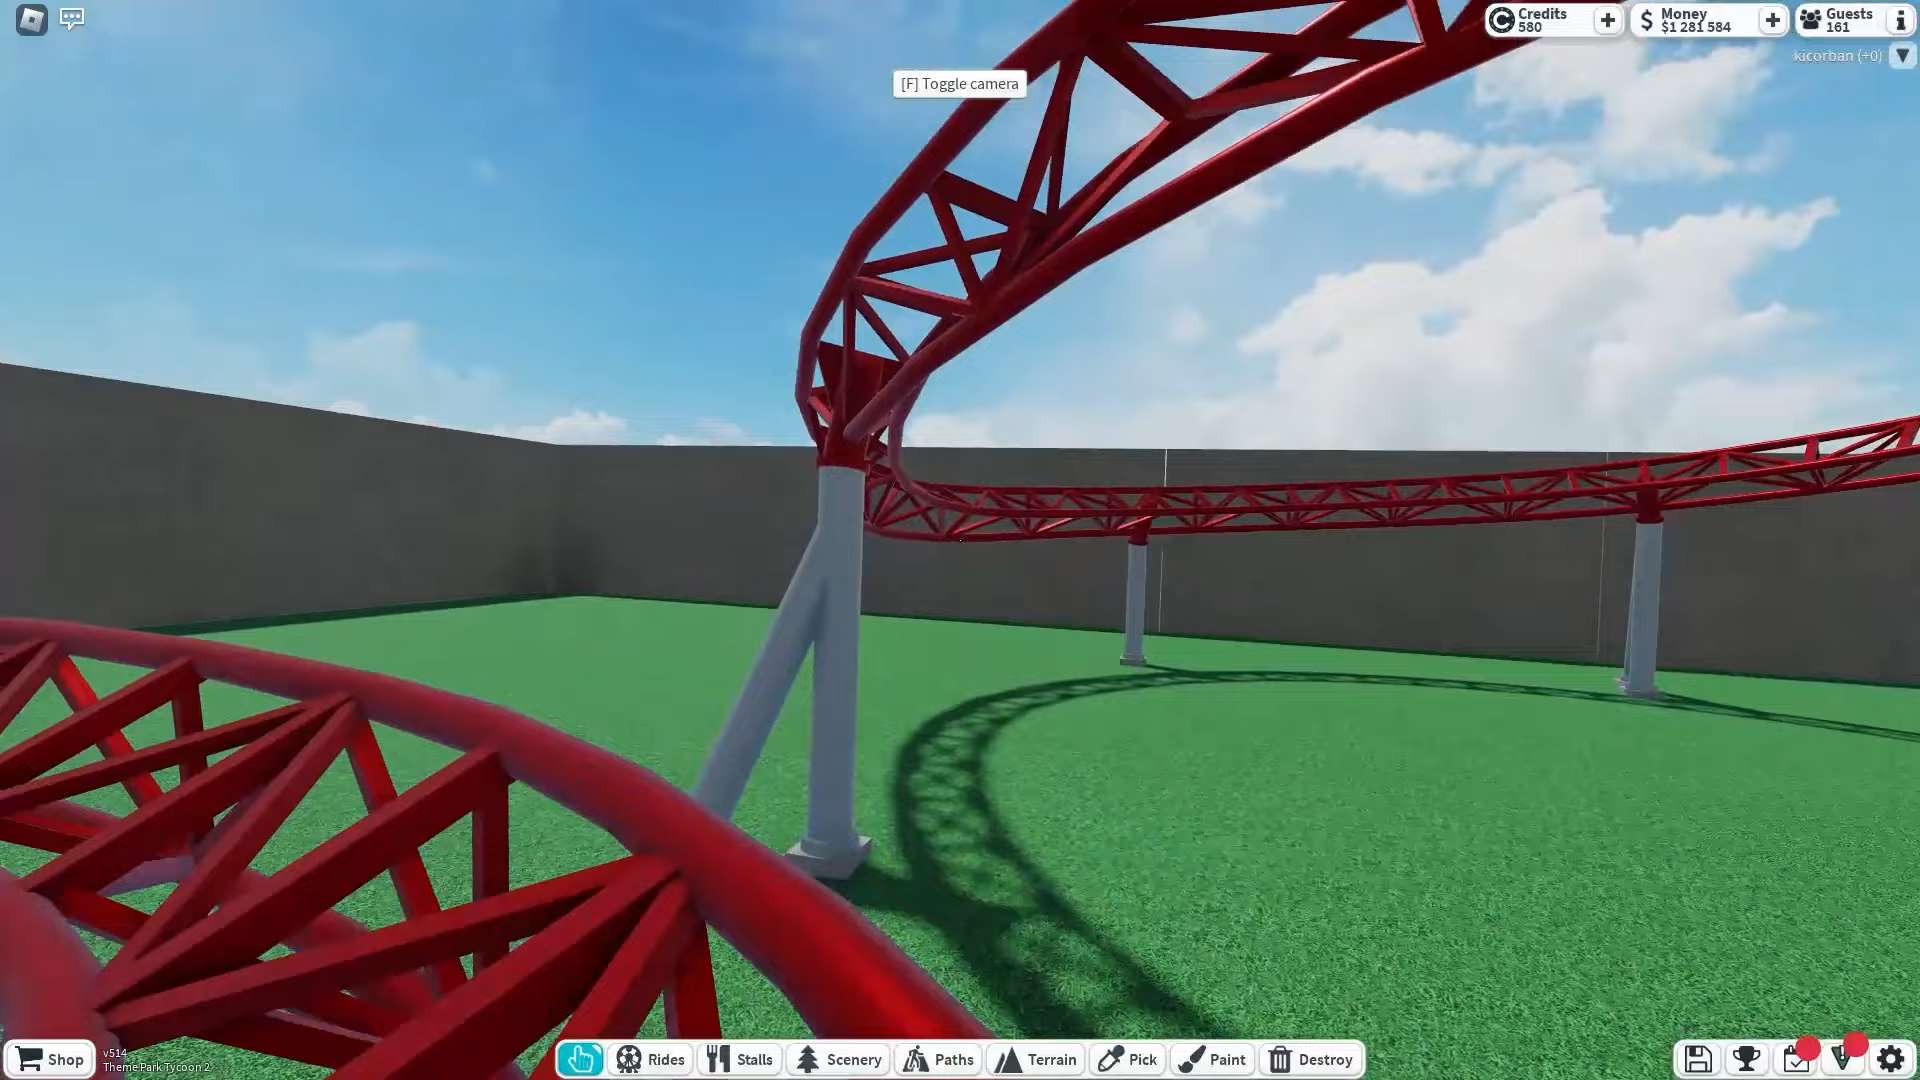 Credits
580
Money
$1 281 584
Guests
161
kicorban (+0)
[F] Toggle camera
Shop
v514
Theme Park Tycoon 2
Rides
Stalls
Scenery
Paths
Terrain
Pick
Paint
Destroy